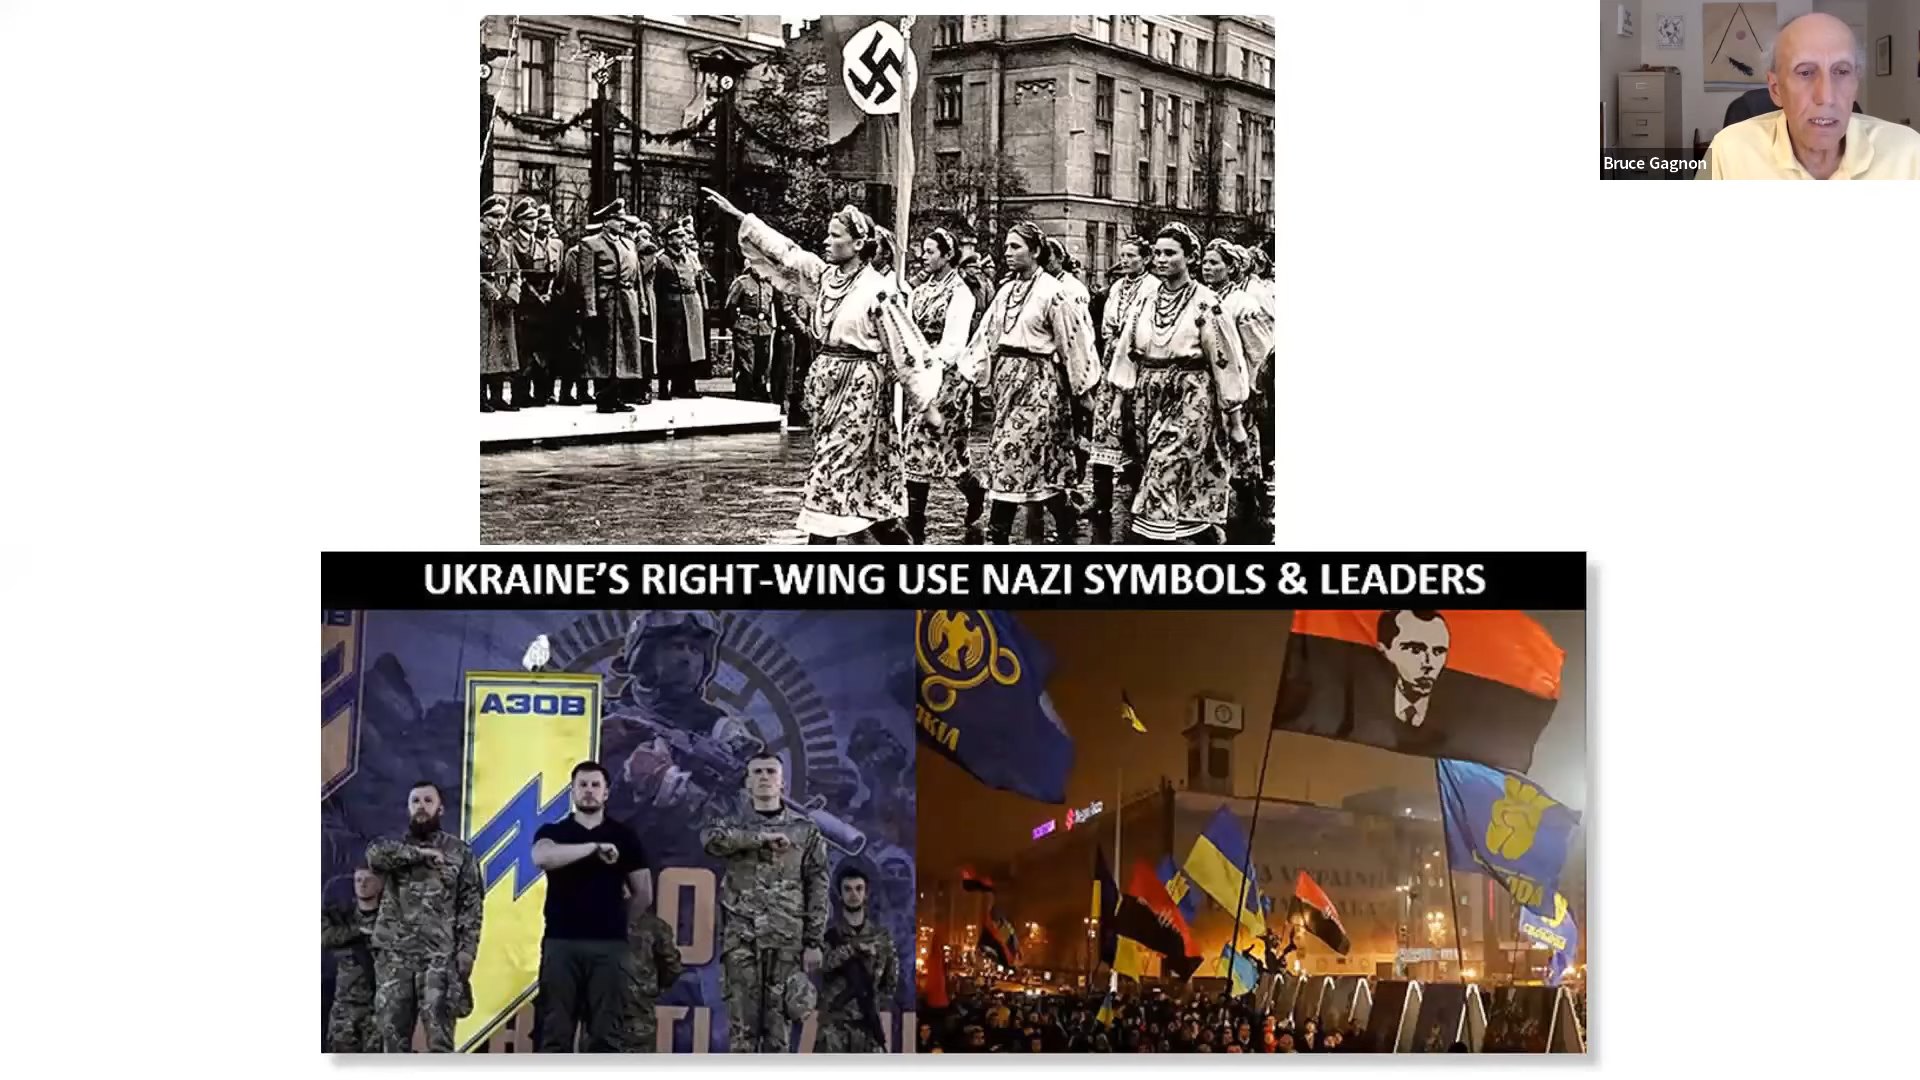 Bruce Gagnon
UKRAINE'S RIGHT-WING USE NAZI SYMBOLS & LEADERS
АЗОВ